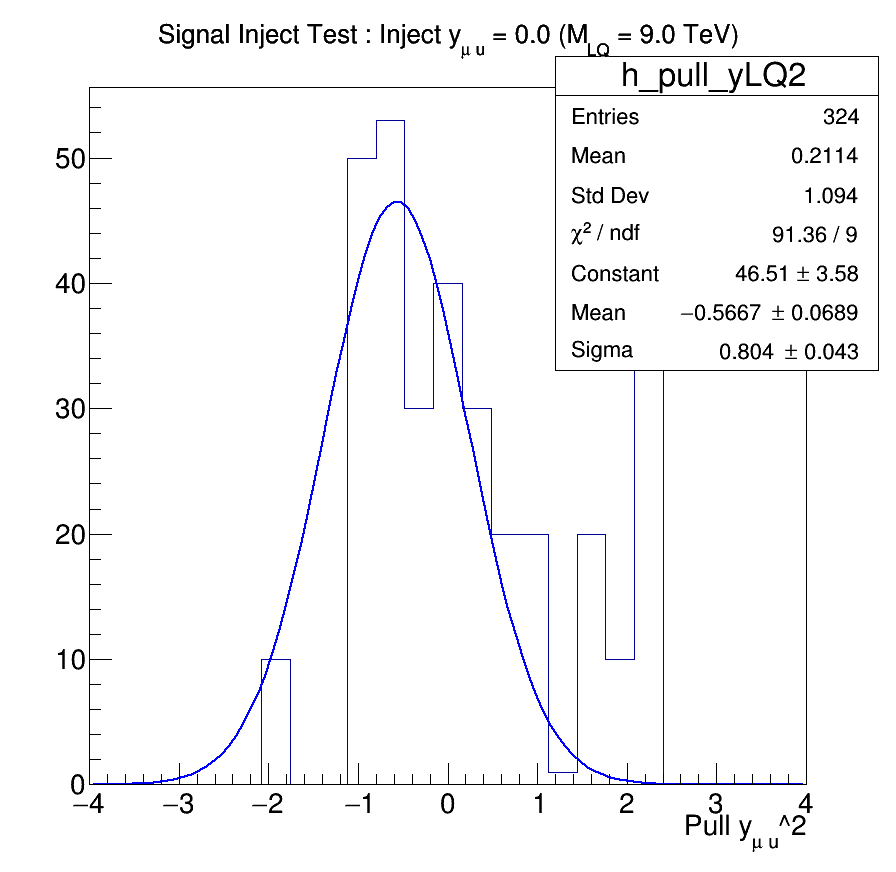 Signal Inject Test : Inject y_μ u = 0.0 (M_LQ = 9.0 TeV)
h_pull_yLQ2
Entries 324
Mean 0.2114
Std Dev 1.094
χ² / ndf 91.36 / 9
Constant 46.51 ± 3.58
Mean −0.5667 ± 0.0689
Sigma 0.804 ± 0.043
50
40
30
20
10
0
−4 −3 −2 −1 0 1 2 3 4
Pull y_μ u^2